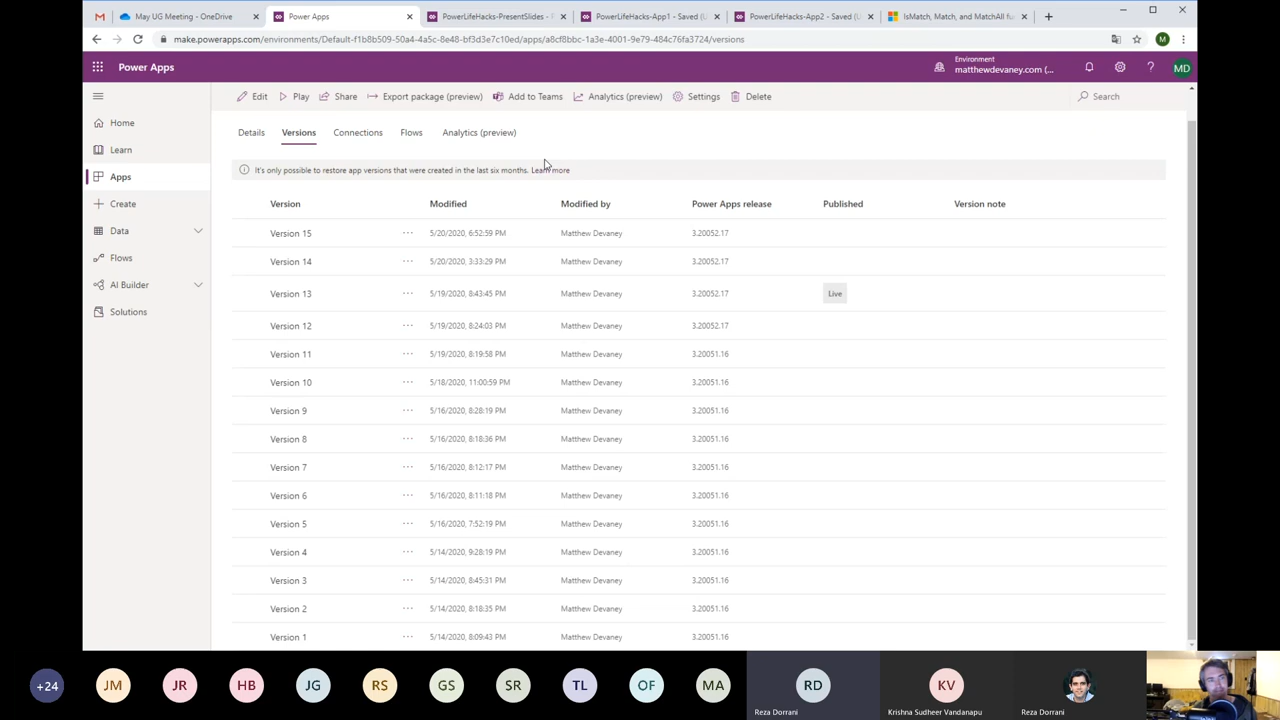 May UG Meeting - OneDrive
Power Apps
PowerLifeHacks-PresentSlides -
PowerLifeHacks-App1 - Saved (
PowerLifeHacks-App2 - Saved (
IsMatch, Match, and MatchAll fu
make.powerapps.com/environments/Default-f1b8b509-50a4-4a5c-8e48-bf3d3e7c10ed/apps/a8cf8bbc-1a3e-4001-9e79-484c76fa3724/versions
M
Power Apps
Environment
matthewdevaney.com (...
MD
Edit
Play
Share
Export package (preview)
Add to Teams
Analytics (preview)
Settings
Delete
Search
Home
Learn
Apps
Create
Data
Flows
AI Builder
Solutions
Details
Versions
Connections
Flows
Analytics (preview)
It's only possible to restore app versions that were created in the last six months. Learn more
Version Modified Modified by Power Apps release Published Version note
Version 15 ... 5/20/2020, 6:52:59 PM Matthew Devaney 3.20052.17
Version 14 ... 5/20/2020, 3:33:29 PM Matthew Devaney 3.20052.17
Version 13 ... 5/19/2020, 8:43:45 PM Matthew Devaney 3.20052.17 Live
Version 12 ... 5/19/2020, 8:24:03 PM Matthew Devaney 3.20052.17
Version 11 ... 5/19/2020, 8:19:58 PM Matthew Devaney 3.20051.16
Version 10 ... 5/18/2020, 11:00:59 PM Matthew Devaney 3.20051.16
Version 9 ... 5/16/2020, 8:28:19 PM Matthew Devaney 3.20051.16
Version 8 ... 5/16/2020, 8:18:36 PM Matthew Devaney 3.20051.16
Version 7 ... 5/16/2020, 8:12:17 PM Matthew Devaney 3.20051.16
Version 6 ... 5/16/2020, 8:11:18 PM Matthew Devaney 3.20051.16
Version 5 ... 5/16/2020, 7:52:19 PM Matthew Devaney 3.20051.16
Version 4 ... 5/14/2020, 9:28:19 PM Matthew Devaney 3.20051.16
Version 3 ... 5/14/2020, 8:45:31 PM Matthew Devaney 3.20051.16
Version 2 ... 5/14/2020, 8:18:35 PM Matthew Devaney 3.20051.16
Version 1 ... 5/14/2020, 8:09:43 PM Matthew Devaney 3.20051.16
+24 JM JR HB JG RS GS SR TL OF MA RD KV
Reza Dorrani
Krishna Sudheer Vandanapu
Reza Dorrani